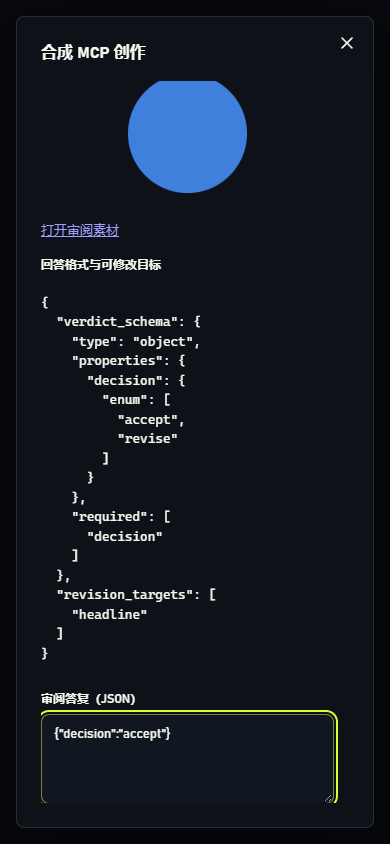 合成 MCP 创作
打开审阅素材
回答格式与可修改目标
{
  "verdict_schema": {
    "type": "object",
    "properties": {
      "decision": {
        "enum": [
          "accept",
          "revise"
        ]
      }
    },
    "required": [
      "decision"
    ]
  },
  "revision_targets": [
    "headline"
  ]
}
审阅答复（JSON）
{"decision":"accept"}